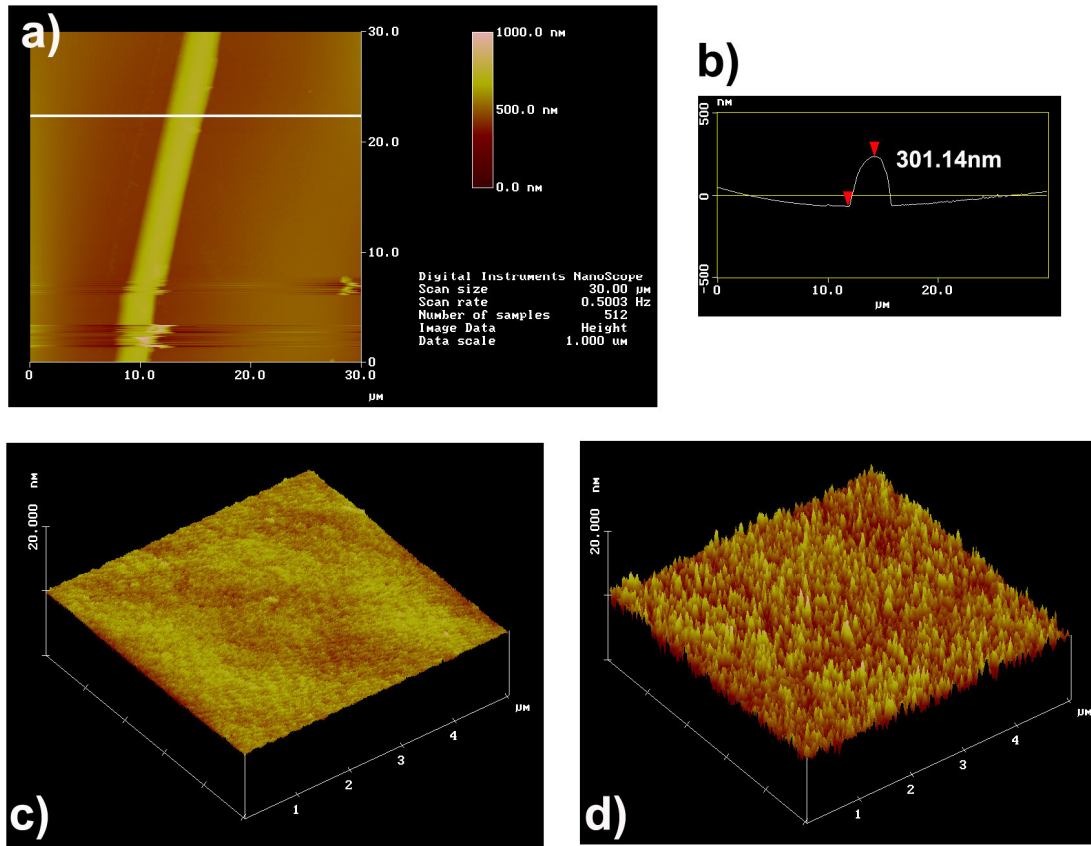 a)
30.0
20.0
10.0
0
0 10.0 20.0 30.0
µm
1000.0 nm
500.0 nm
0.0 nm
Digital Instruments NanoScope
Scan size 30.00 µm
Scan rate 0.5003 Hz
Number of samples 512
Image Data Height
Data scale 1.000 um
b)
nm
500
0
-500
301.14nm
0 10.0 20.0
µm
c)
20.000 nm
1
2
3
4
µm
d)
20.000 nm
1
2
3
4
µm